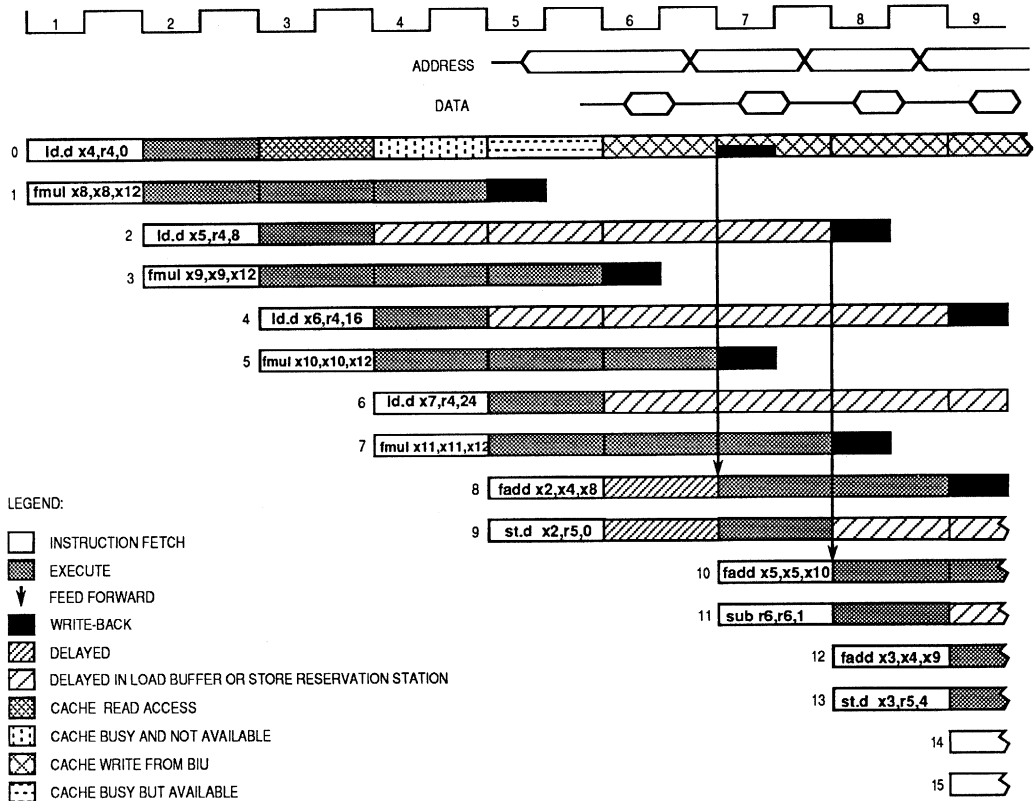 1 2 3 4 5 6 7 8 9
ADDRESS
DATA
0 ld.d x4,r4,0
1 fmul x8,x8,x12
2 ld.d x5,r4,8
3 fmul x9,x9,x12
4 ld.d x6,r4,16
5 fmul x10,x10,x12
6 ld.d x7,r4,24
7 fmul x11,x11,x12
8 fadd x2,x4,x8
9 st.d x2,r5,0
10 fadd x5,x5,x10
11 sub r6,r6,1
12 fadd x3,x4,x9
13 st.d x3,r5,4
14
15
LEGEND:
INSTRUCTION FETCH
EXECUTE
FEED FORWARD
WRITE-BACK
DELAYED
DELAYED IN LOAD BUFFER OR STORE RESERVATION STATION
CACHE READ ACCESS
CACHE BUSY AND NOT AVAILABLE
CACHE WRITE FROM BIU
CACHE BUSY BUT AVAILABLE